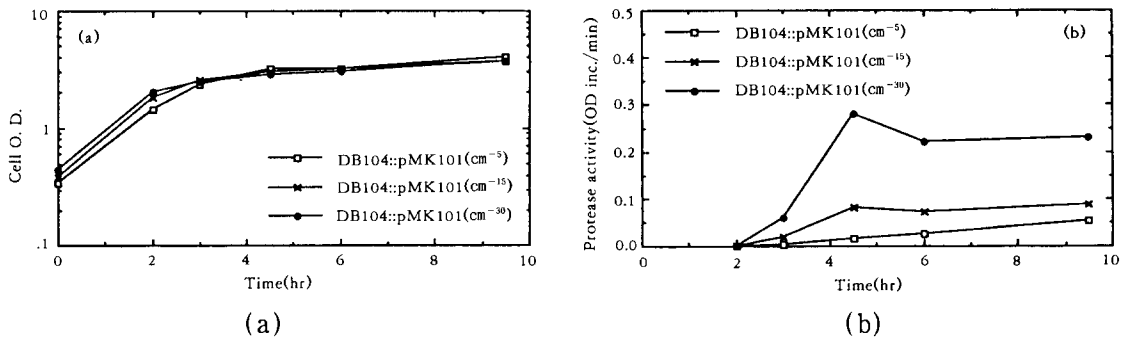 (a)
Cell O. D.
10
1
.1
DB104::pMK101(cm⁻⁵)
DB104::pMK101(cm⁻¹⁵)
DB104::pMK101(cm⁻³⁰)
0 2 4 6 8 10
Time(hr)
(a)
(b)
Protease activity(OD inc./min)
0.5
0.4
0.3
0.2
0.1
0.0
DB104::pMK101(cm⁻⁵)
DB104::pMK101(cm⁻¹⁵)
DB104::pMK101(cm⁻³⁰)
0 2 4 6 8 10
Time(hr)
(b)